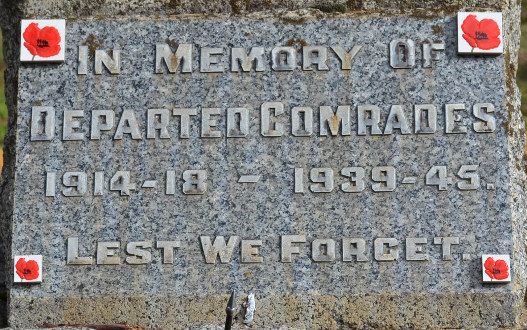 IN MEMORY OF
DEPARTED COMRADES
1914-18 - 1939-45.
LEST WE FORGET.